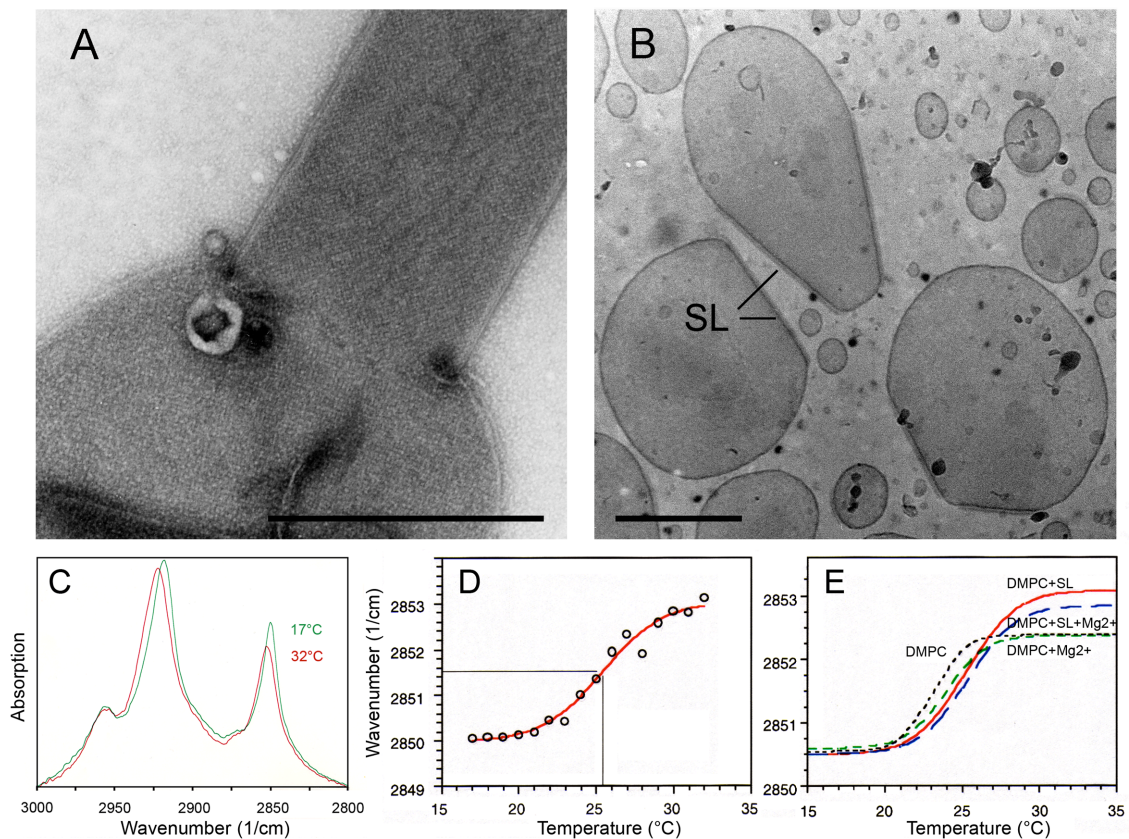 A
B
SL
C
17°C
32°C
Absorption
3000
2950
2900
2850
2800
Wavenumber (1/cm)
D
Wavenumber (1/cm)
2853
2852
2851
2850
2849
15
20
25
30
35
Temperature (°C)
E
DMPC+SL
DMPC+SL+Mg2+
DMPC
DMPC+Mg2+
2853
2852
2851
2850
15
20
25
30
35
Temperature (°C)